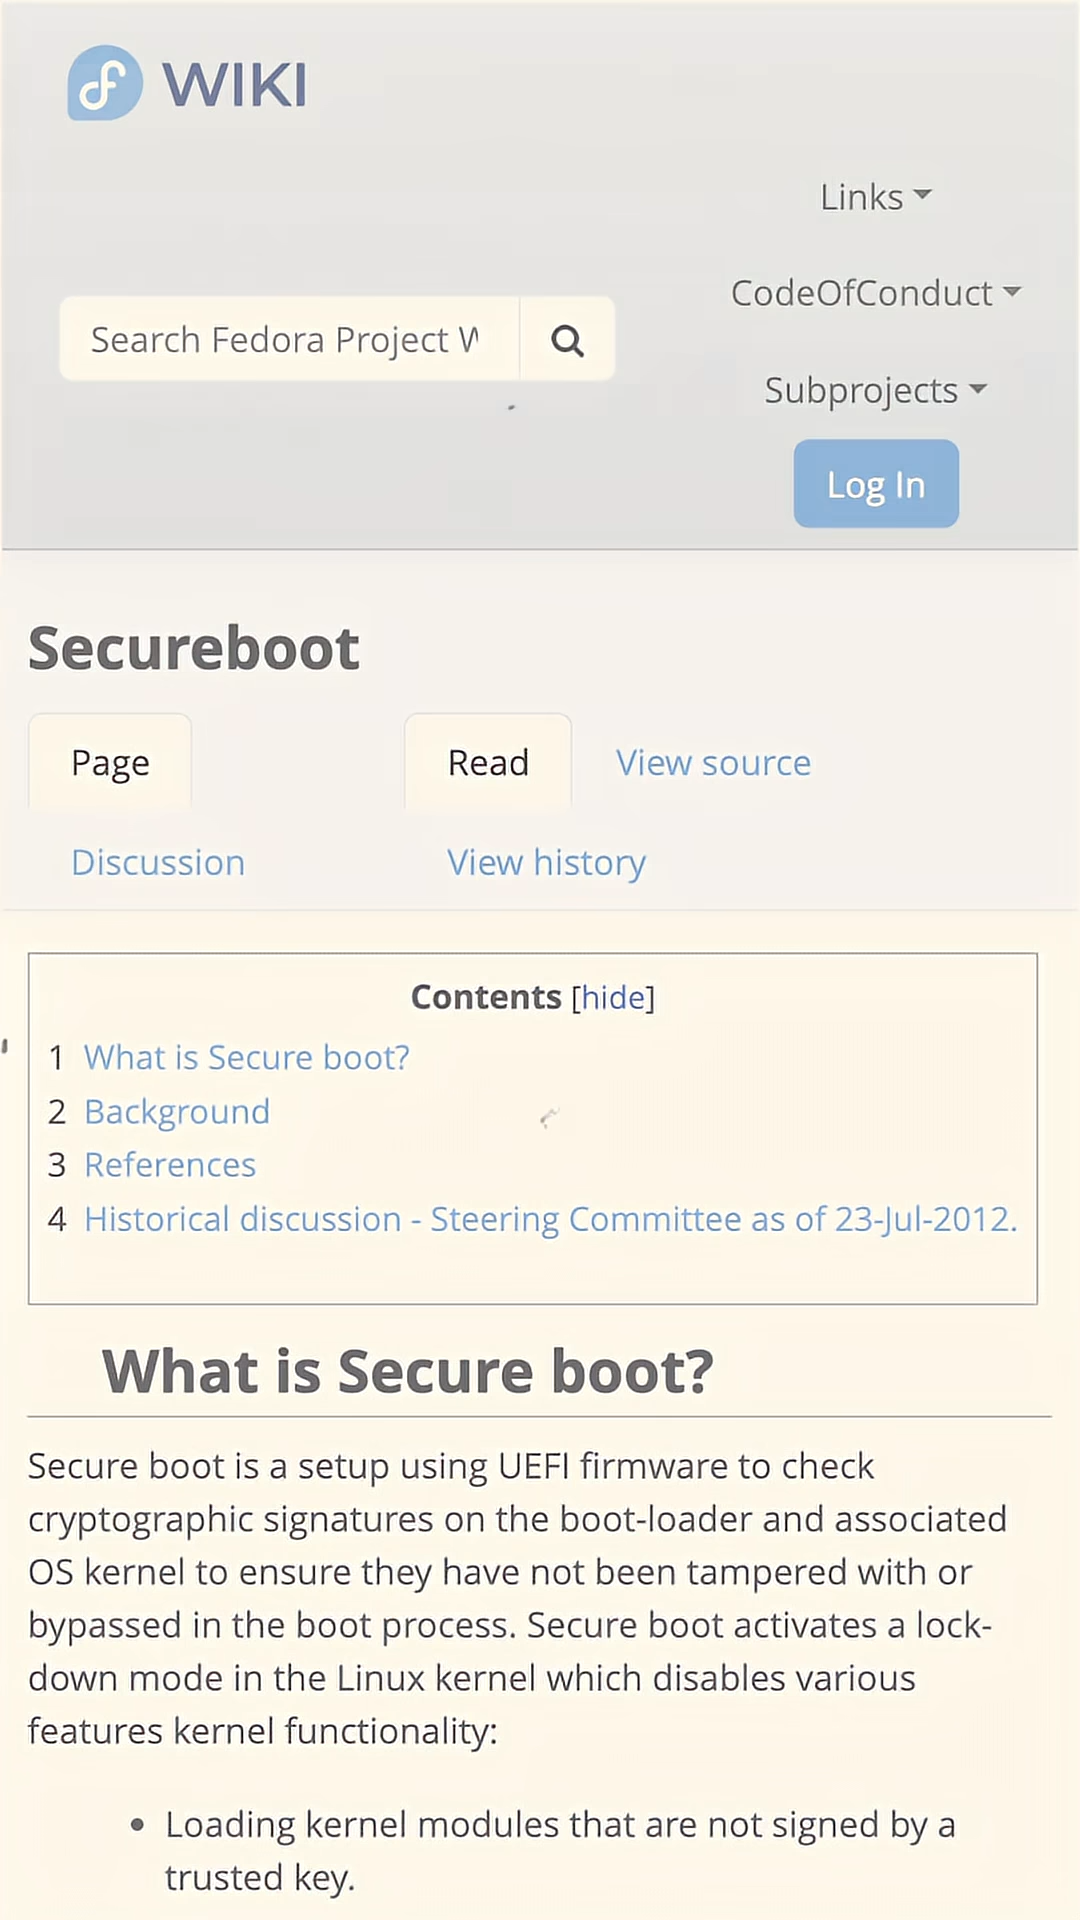 WIKI
Links
CodeOfConduct
Search Fedora Project W
Subprojects
Log In
Secureboot
Page
Read
View source
Discussion
View history
Contents [hide]
1 What is Secure boot?
2 Background
3 References
4 Historical discussion - Steering Committee as of 23-Jul-2012.
What is Secure boot?
Secure boot is a setup using UEFI firmware to check
cryptographic signatures on the boot-loader and associated
OS kernel to ensure they have not been tampered with or
bypassed in the boot process. Secure boot activates a lock-
down mode in the Linux kernel which disables various
features kernel functionality:
• Loading kernel modules that are not signed by a
trusted key.